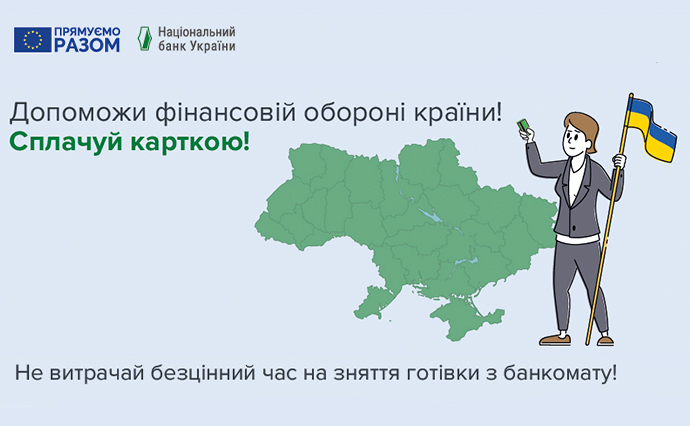 ПРЯМУЄМО
РАЗОМ
Національний
банк України
Допоможи фінансовій обороні країни!
Сплачуй карткою!
Не витрачай безцінний час на зняття готівки з банкомату!